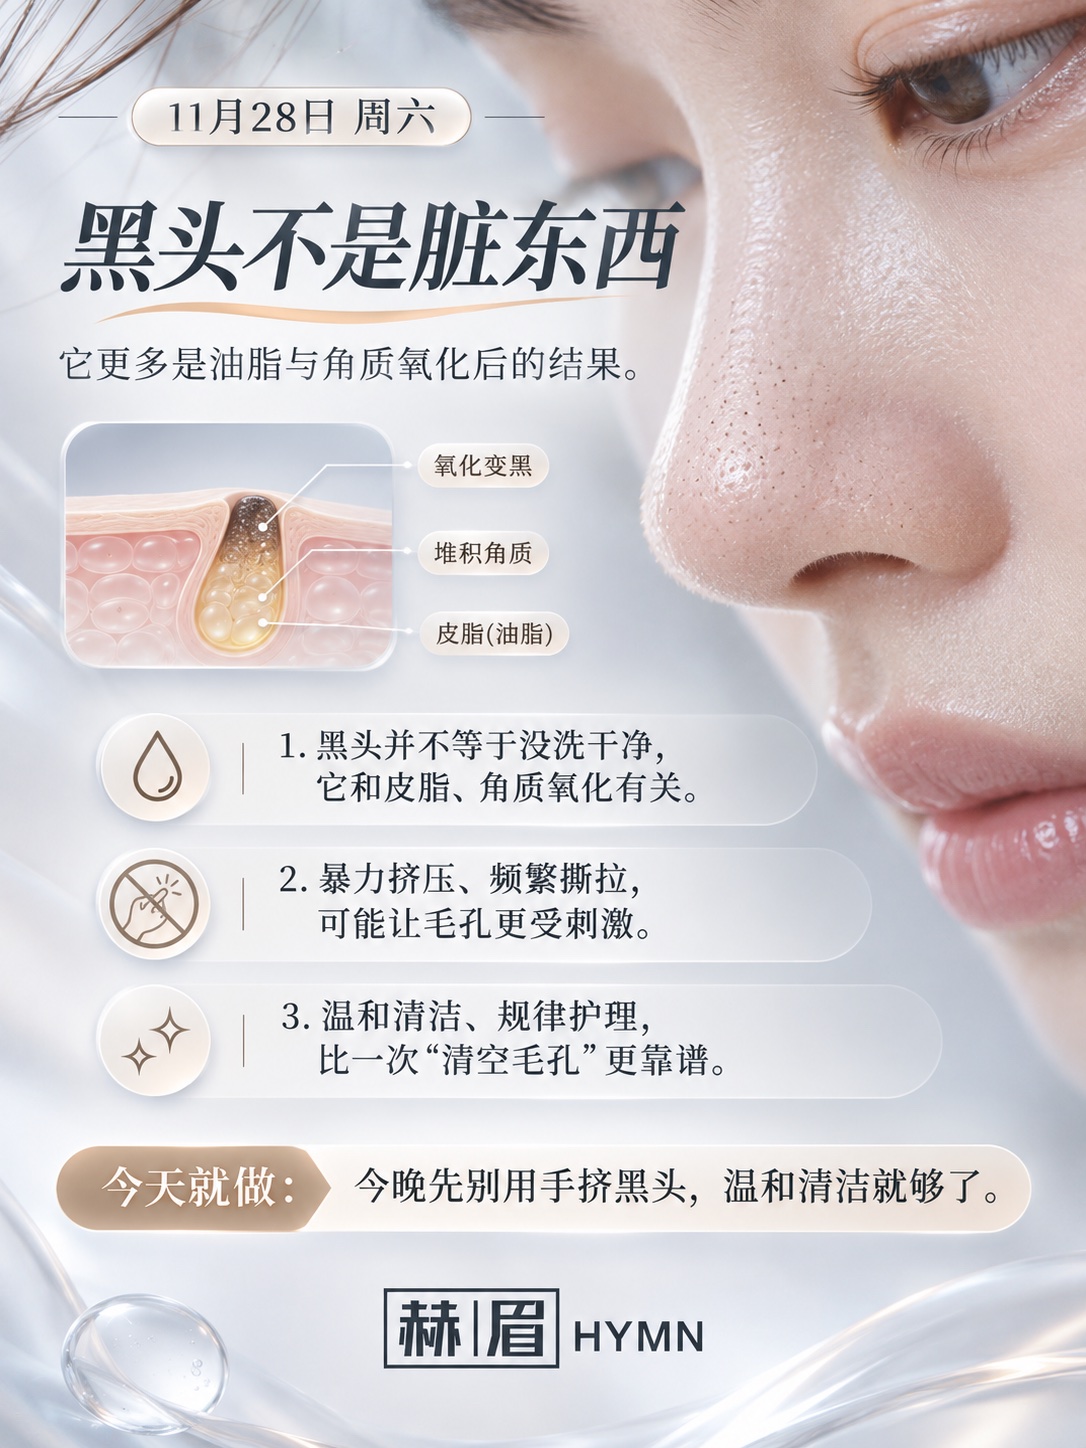 11月28日 周六
黑头不是脏东西
它更多是油脂与角质氧化后的结果。
氧化变黑
堆积角质
皮脂(油脂)
1. 黑头并不等于没洗干净，
它和皮脂、角质氧化有关。
2. 暴力挤压、频繁撕拉，
可能让毛孔更受刺激。
3. 温和清洁、规律护理，
比一次“清空毛孔”更靠谱。
今天就做：
今晚先别用手挤黑头，温和清洁就够了。
赫|眉 HYMN